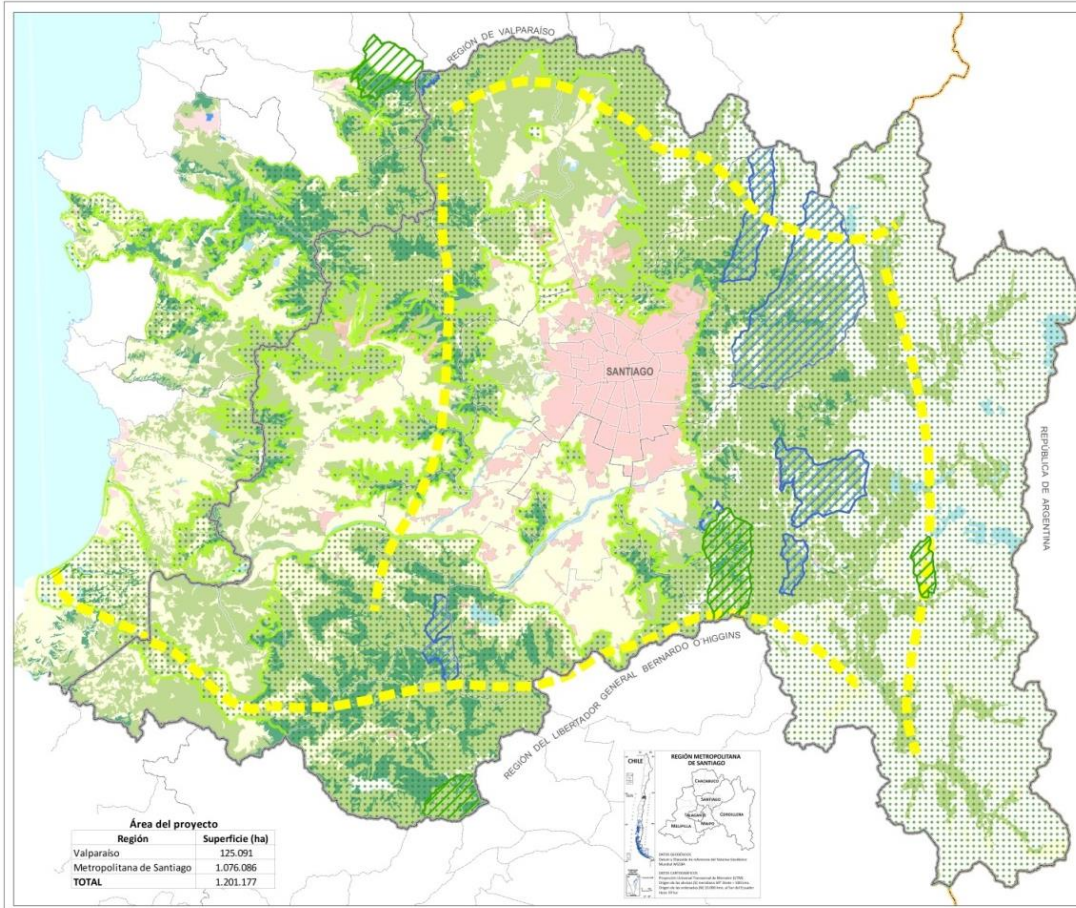 REGIÓN DE VALPARAÍSO
SANTIAGO
REPÚBLICA DE ARGENTINA
REGIÓN DEL LIBERTADOR GENERAL BERNARDO O'HIGGINS
Área del proyecto
Región Superficie (ha)
Valparaíso 125.091
Metropolitana de Santiago 1.076.086
TOTAL 1.201.177
CHILE
REGIÓN METROPOLITANA
DE SANTIAGO
CHACABUCO
SANTIAGO
CORDILLERA
TALAGANTE
MAIPO
MELIPILLA